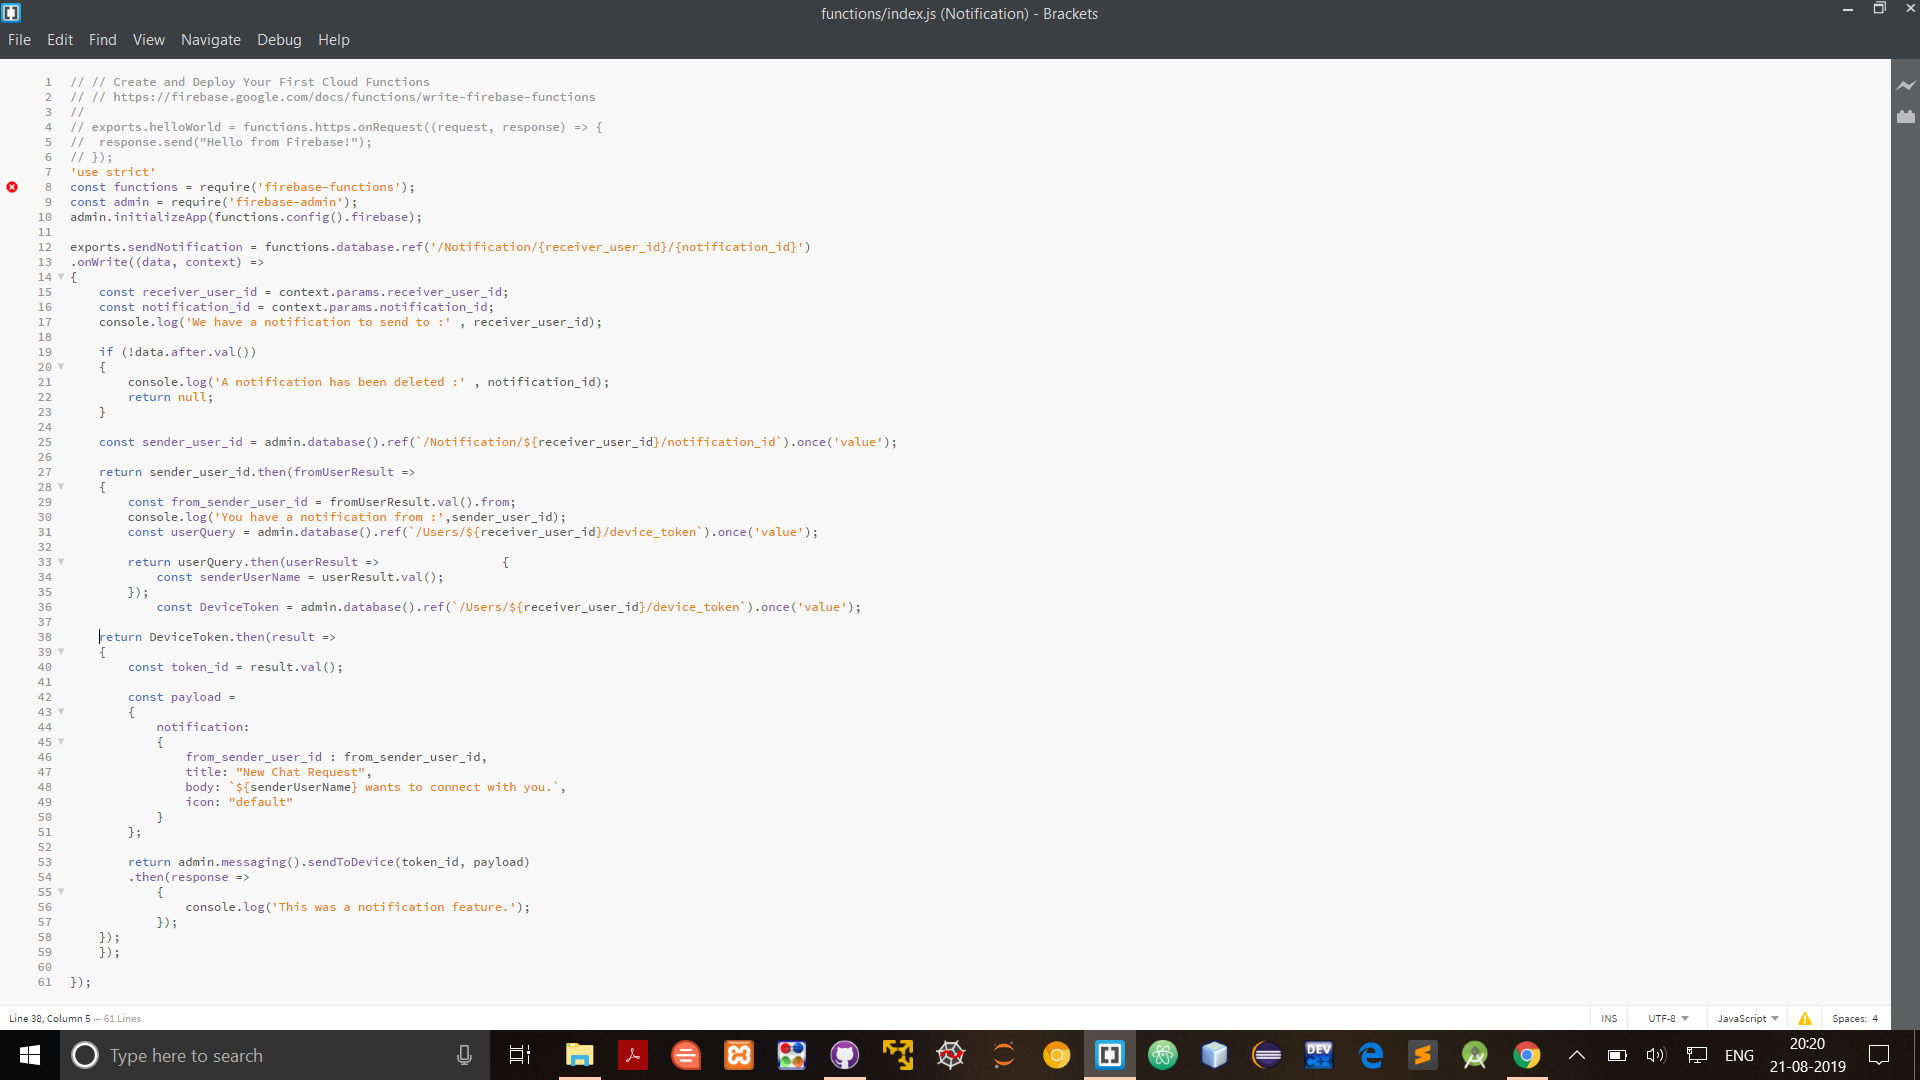 functions/index.js (Notification) - Brackets
File Edit Find View Navigate Debug Help
1 // // Create and Deploy Your First Cloud Functions
2 // // https://firebase.google.com/docs/functions/write-firebase-functions
3 //
4 // exports.helloWorld = functions.https.onRequest((request, response) => {
5 //  response.send("Hello from Firebase!");
6 // });
7 'use strict'
8 const functions = require('firebase-functions');
9 const admin = require('firebase-admin');
10 admin.initializeApp(functions.config().firebase);
11
12 exports.sendNotification = functions.database.ref('/Notification/{receiver_user_id}/{notification_id}')
13 .onWrite((data, context) =>
14 {
15     const receiver_user_id = context.params.receiver_user_id;
16     const notification_id = context.params.notification_id;
17     console.log('We have a notification to send to :' , receiver_user_id);
18
19     if (!data.after.val())
20     {
21         console.log('A notification has been deleted :' , notification_id);
22         return null;
23     }
24
25     const sender_user_id = admin.database().ref(`/Notification/${receiver_user_id}/notification_id`).once('value');
26
27     return sender_user_id.then(fromUserResult =>
28     {
29         const from_sender_user_id = fromUserResult.val().from;
30         console.log('You have a notification from :',sender_user_id);
31         const userQuery = admin.database().ref(`/Users/${receiver_user_id}/device_token`).once('value');
32
33         return userQuery.then(userResult =>                 {
34             const senderUserName = userResult.val();
35         });
36             const DeviceToken = admin.database().ref(`/Users/${receiver_user_id}/device_token`).once('value');
37
38     return DeviceToken.then(result =>
39     {
40         const token_id = result.val();
41
42         const payload =
43         {
44             notification:
45             {
46                 from_sender_user_id : from_sender_user_id,
47                 title: "New Chat Request",
48                 body: `${senderUserName} wants to connect with you.`,
49                 icon: "default"
50             }
51         };
52
53         return admin.messaging().sendToDevice(token_id, payload)
54         .then(response =>
55             {
56                 console.log('This was a notification feature.');
57             });
58     });
59     });
60
61 });
Line 38, Column 5 — 61 Lines INS UTF-8 JavaScript Spaces: 4
Type here to search DEV C++ ENG 20:20
21-08-2019